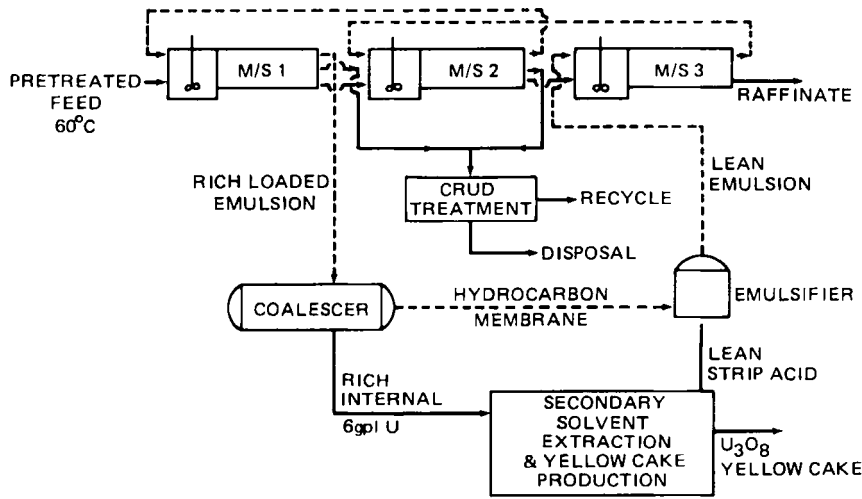 M/S 1
M/S 2
M/S 3
PRETREATED
FEED
60°C
RAFFINATE
RICH LOADED
EMULSION
CRUD
TREATMENT
RECYCLE
DISPOSAL
LEAN
EMULSION
COALESCER
HYDROCARBON
MEMBRANE
EMULSIFIER
LEAN
STRIP ACID
RICH
INTERNAL
6gpl U
SECONDARY
SOLVENT
EXTRACTION
& YELLOW CAKE
PRODUCTION
U3O8
YELLOW CAKE